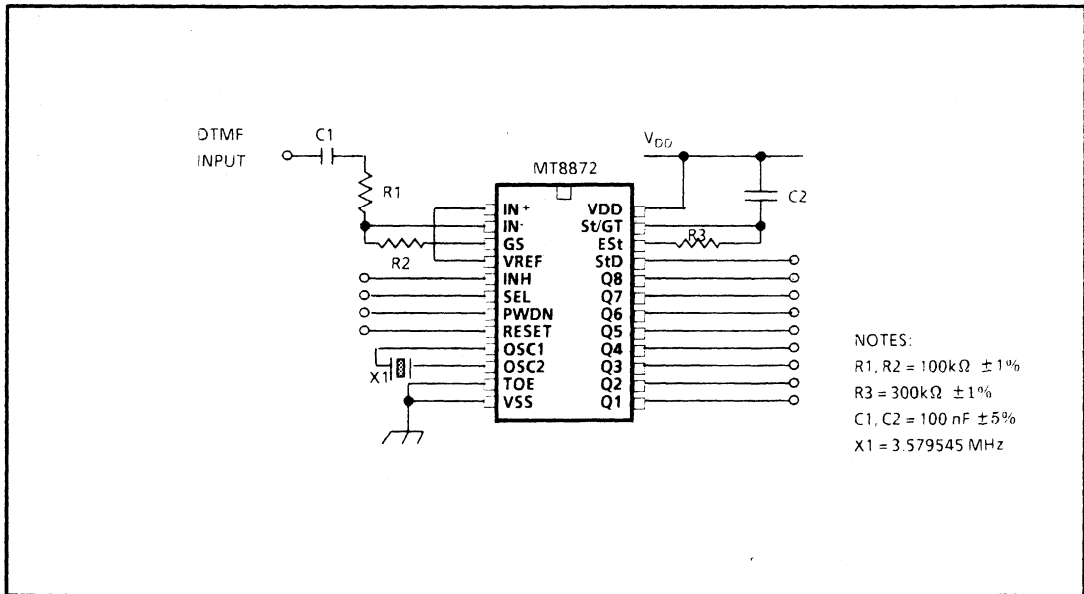 DTMF
INPUT
C1
R1
R2
V_DD
C2
R3
MT8872
IN+
IN-
GS
VREF
INH
SEL
PWDN
RESET
OSC1
OSC2
TOE
VSS
VDD
St/GT
ESt
StD
Q8
Q7
Q6
Q5
Q4
Q3
Q2
Q1
X1
NOTES:
R1, R2 = 100kΩ ±1%
R3 = 300kΩ ±1%
C1, C2 = 100 nF ±5%
X1 = 3.579545 MHz